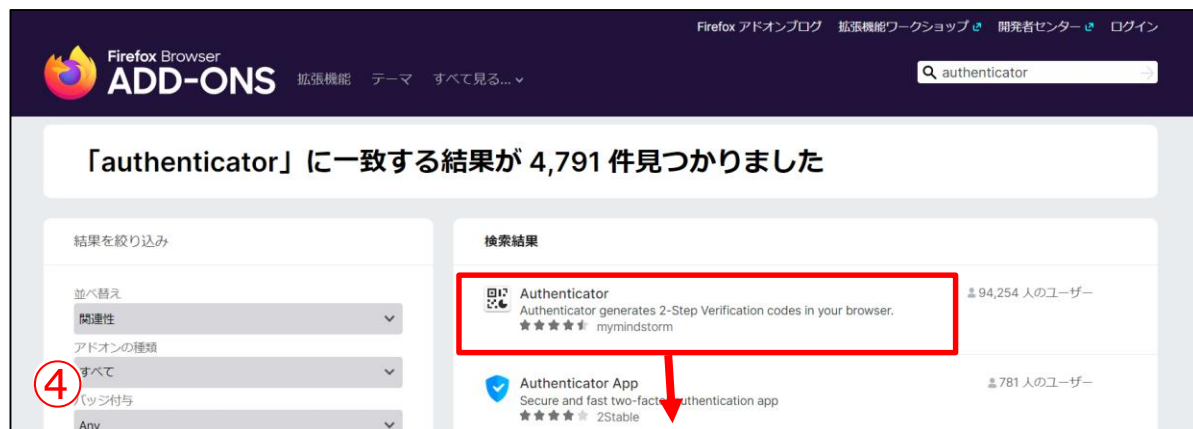 Firefox アドオンブログ 拡張機能ワークショップ 開発者センター ログイン
Firefox Browser
ADD-ONS 拡張機能 テーマ すべて見る...
authenticator
「authenticator」に一致する結果が 4,791 件見つかりました
結果を絞り込み
並べ替え
関連性
アドオンの種類
すべて
④
バッジ付与
Any
検索結果
Authenticator
94,254 人のユーザー
Authenticator generates 2-Step Verification codes in your browser.
mymindstorm
Authenticator App
781 人のユーザー
Secure and fast two-factor authentication app
2Stable